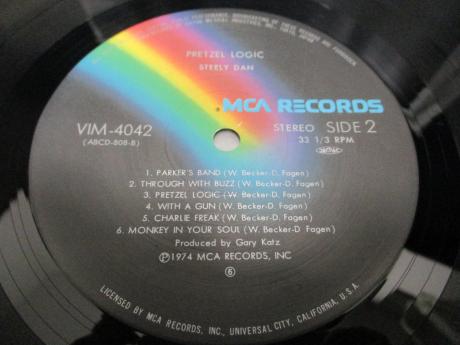 PRETZEL LOGIC
STEELY DAN
MCA RECORDS
VIM-4042
(ABCD-808-B)
STEREO SIDE 2
33 1/3 RPM
1. PARKER'S BAND (W. Becker-D. Fagen)
2. THROUGH WITH BUZZ (W. Becker-D. Fagen)
3. PRETZEL LOGIC (W. Becker-D. Fagen)
4. WITH A GUN (W. Becker-D. Fagen)
5. CHARLIE FREAK (W. Becker-D. Fagen)
6. MONKEY IN YOUR SOUL (W. Becker-D. Fagen)
Produced by Gary Katz
Ⓟ1974 MCA RECORDS, INC
⑥
LICENSED BY MCA RECORDS, INC., UNIVERSAL CITY, CALIFORNIA, U.S.A.